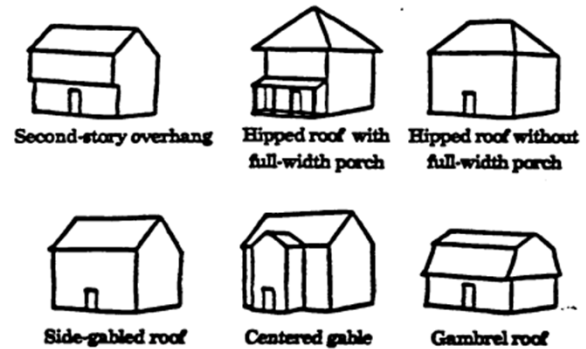 Second-story overhang
Hipped roof with
full-width porch
Hipped roof without
full-width porch
Side-gabled roof
Centered gable
Gambrel roof